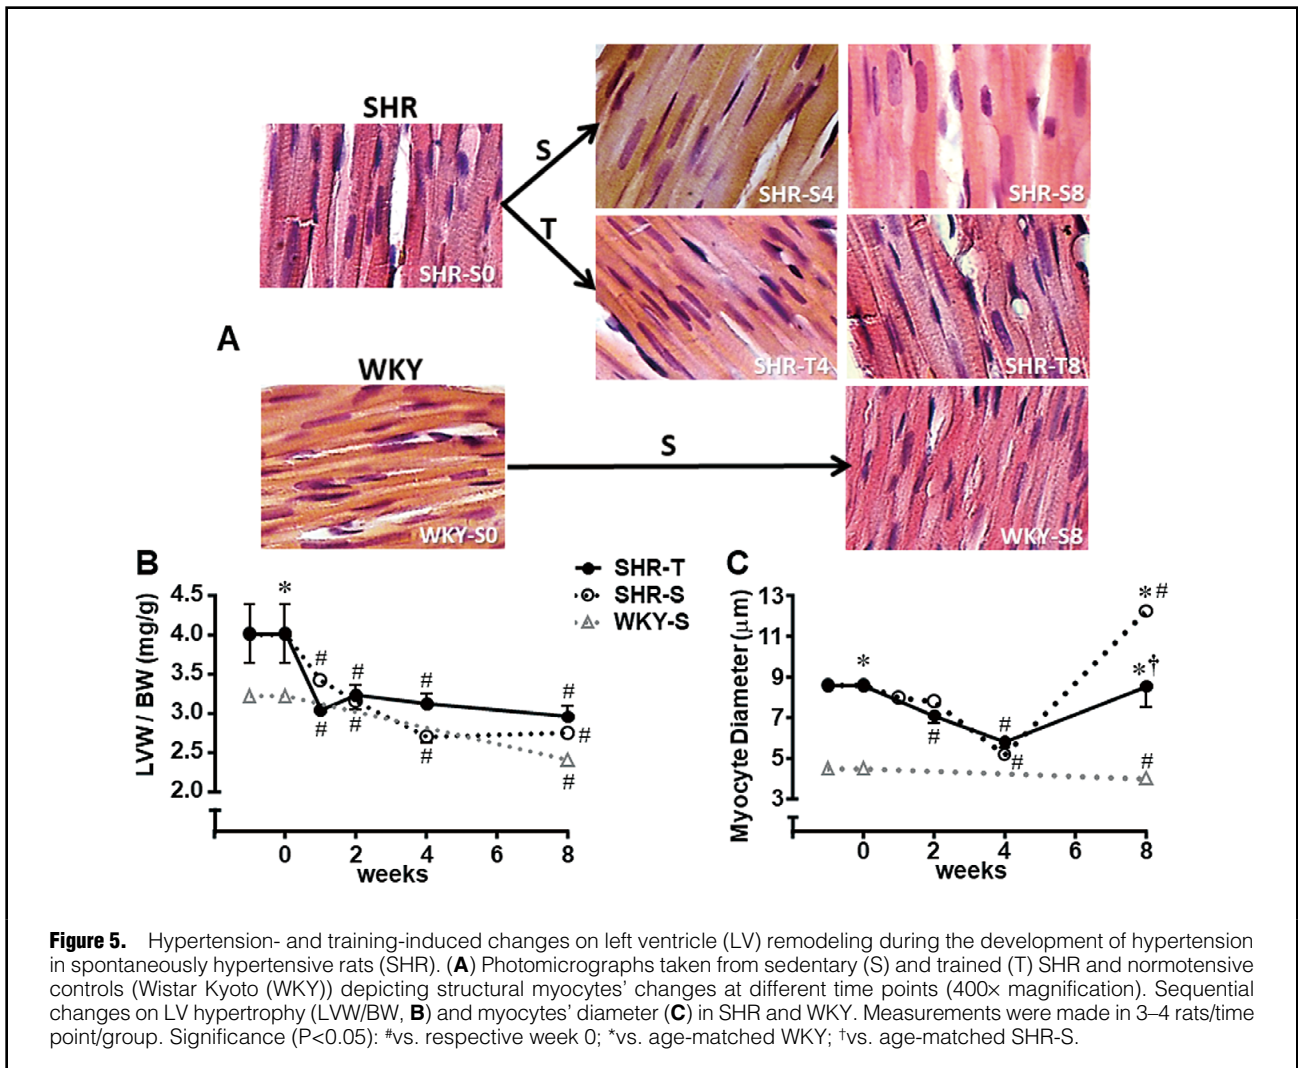 SHR
SHR-S0
S
T
SHR-S4
SHR-S8
SHR-T4
SHR-T8
A
WKY
WKY-S0
S
WKY-S8
B
LVW / BW (mg/g)
4.5
4.0
3.5
3.0
2.5
2.0
* # # # # # # # # #
0 2 4 6 8
weeks
SHR-T
SHR-S
WKY-S
C
Myocyte Diameter (μm)
13
11
9
7
5
3
* # # # *# *† #
0 2 4 6 8
weeks
Figure 5. Hypertension- and training-induced changes on left ventricle (LV) remodeling during the development of hypertension
in spontaneously hypertensive rats (SHR). (A) Photomicrographs taken from sedentary (S) and trained (T) SHR and normotensive
controls (Wistar Kyoto (WKY)) depicting structural myocytes' changes at different time points (400× magnification). Sequential
changes on LV hypertrophy (LVW/BW, B) and myocytes' diameter (C) in SHR and WKY. Measurements were made in 3–4 rats/time
point/group. Significance (P<0.05): #vs. respective week 0; *vs. age-matched WKY; †vs. age-matched SHR-S.